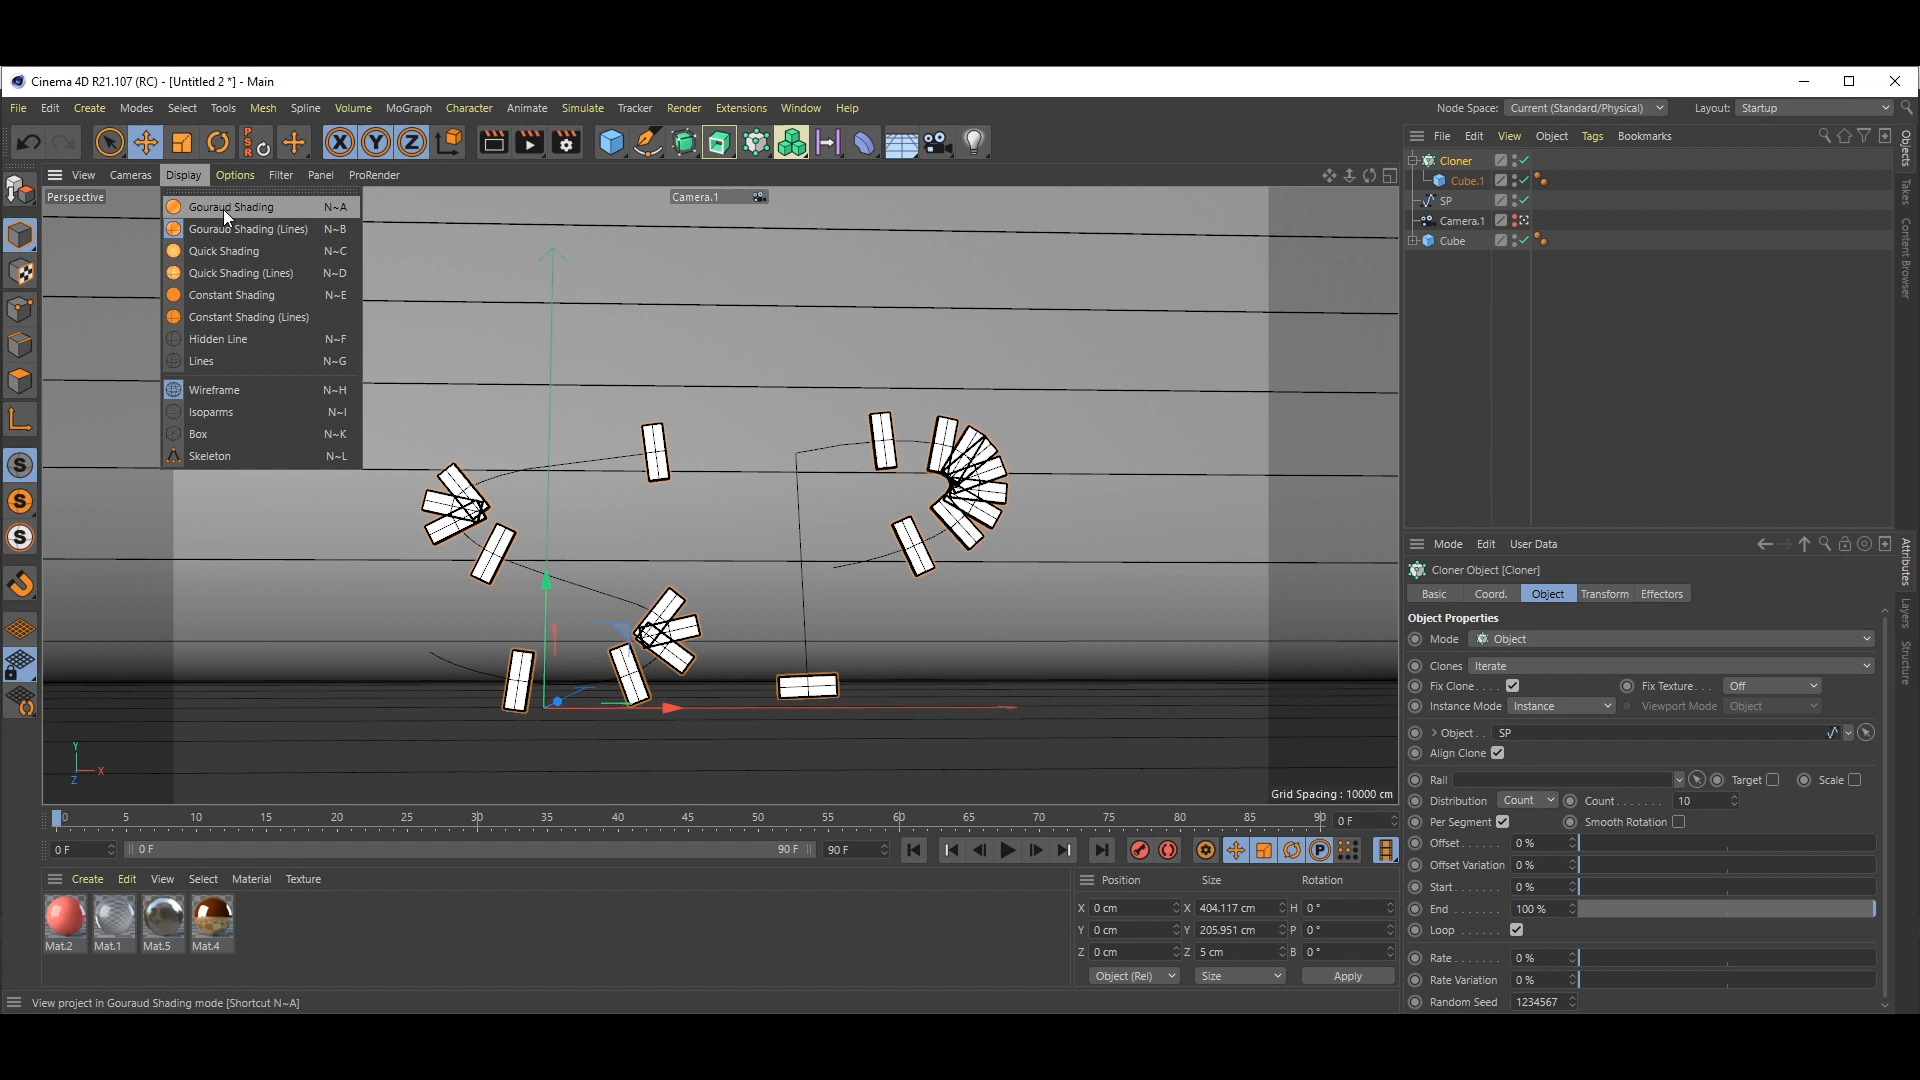 Cinema 4D R21.107 (RC) - [Untitled 2 *] - Main
File Edit Create Modes Select Tools Mesh Spline Volume MoGraph Character Animate Simulate Tracker Render Extensions Window Help Node Space: Current (Standard/Physical) Layout: Startup
PSR X Y Z
File Edit View Object Tags Bookmarks
View Cameras Display Options Filter Panel ProRender
Perspective
Camera.1
Gouraud Shading N~A
Gouraud Shading (Lines) N~B
Quick Shading N~C
Quick Shading (Lines) N~D
Constant Shading N~E
Constant Shading (Lines)
Hidden Line N~F
Lines N~G
Wireframe N~H
Isoparms N~I
Box N~K
Skeleton N~L
S
S
S
Y
X
Z
Grid Spacing : 10000 cm
Cloner
Cube.1
SP
Camera.1
Cube
Objects
Takes
Content Browser
Mode Edit User Data
Cloner Object [Cloner]
Basic Coord. Object Transform Effectors
Object Properties
Mode Object
Clones Iterate
Fix Clone . . . . Fix Texture . . . Off
Instance Mode Instance Viewport Mode Object
> Object . . SP
Align Clone
Rail Target Scale
Distribution Count Count . . . . . . . 10
Per Segment Smooth Rotation
Offset . . . . . . 0 %
Offset Variation 0 %
Start . . . . . . . 0 %
End . . . . . . . 100 %
Loop . . . . . .
Rate . . . . . . . 0 %
Rate Variation 0 %
Random Seed 1234567
Attributes
Layers
Structure
0 5 10 15 20 25 30 35 40 45 50 55 60 65 70 75 80 85 90 0 F
0 F 0 F 90 F 90 F P
Create Edit View Select Material Texture
Mat.2 Mat.1 Mat.5 Mat.4
Position Size Rotation
X 0 cm X 404.117 cm H 0 °
Y 0 cm Y 205.951 cm P 0 °
Z 0 cm Z 5 cm B 0 °
Object (Rel) Size Apply
View project in Gouraud Shading mode [Shortcut N~A]